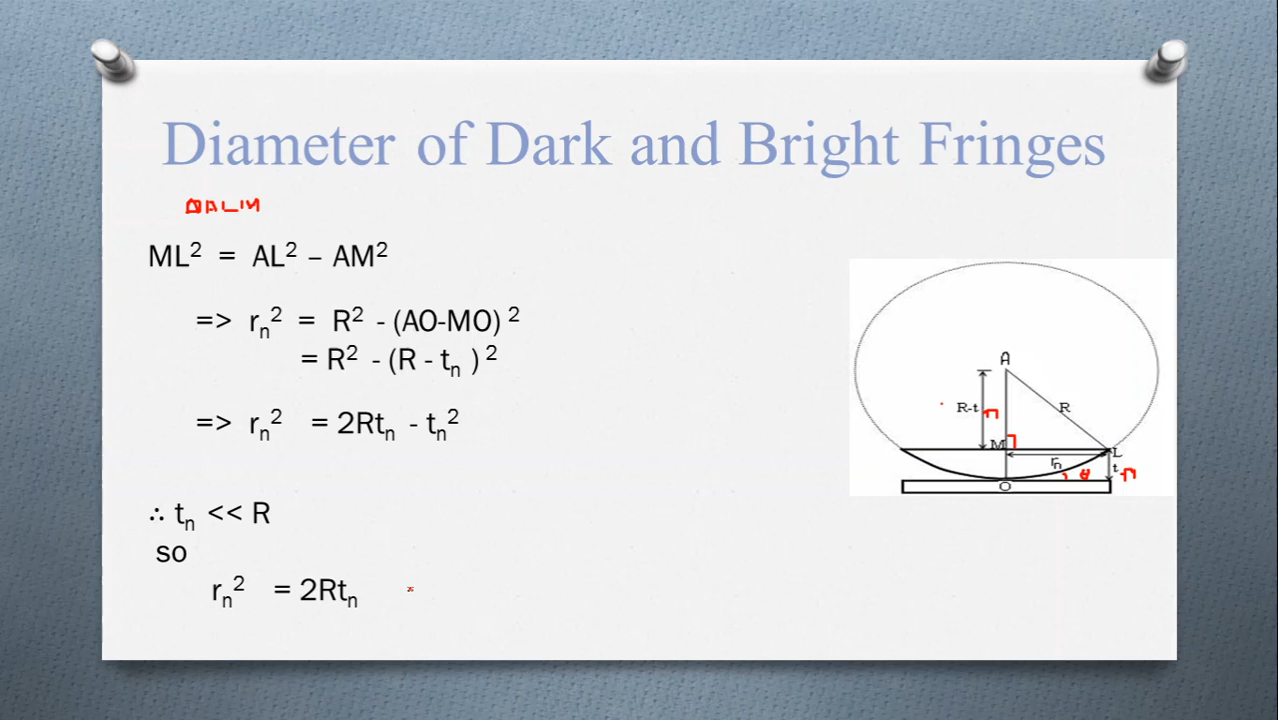 Diameter of Dark and Bright Fringes
ΔALM
ML² = AL² – AM²
=> rₙ² = R² - (AO-MO) ²
= R² - (R - tₙ ) ²
=> rₙ² = 2Rtₙ - tₙ²
∴ tₙ << R
so
rₙ² = 2Rtₙ
A
R-t n
R
M
L
rₙ
t n
θ
O